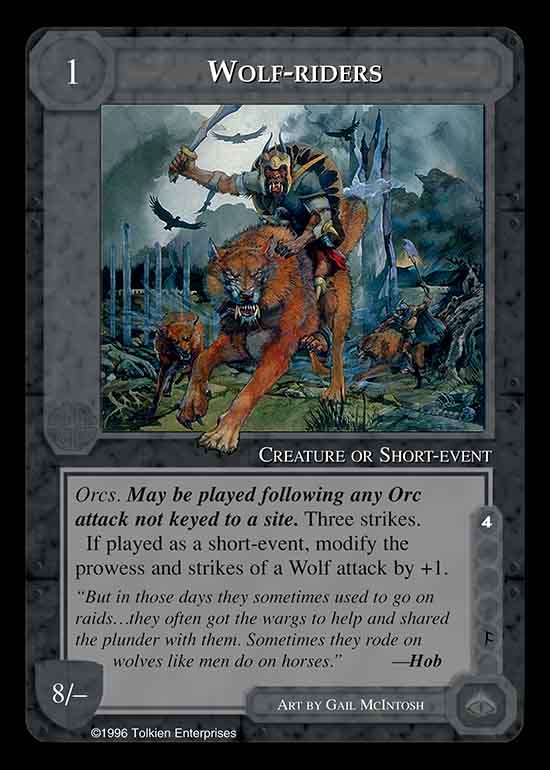 1
WOLF-RIDERS
CREATURE OR SHORT-EVENT
Orcs. May be played following any Orc
attack not keyed to a site. Three strikes.
If played as a short-event, modify the
prowess and strikes of a Wolf attack by +1.
“But in those days they sometimes used to go on
raids…they often got the wargs to help and shared
the plunder with them. Sometimes they rode on
wolves like men do on horses.” —Hob
4
8/–
ART BY GAIL MCINTOSH
©1996 Tolkien Enterprises